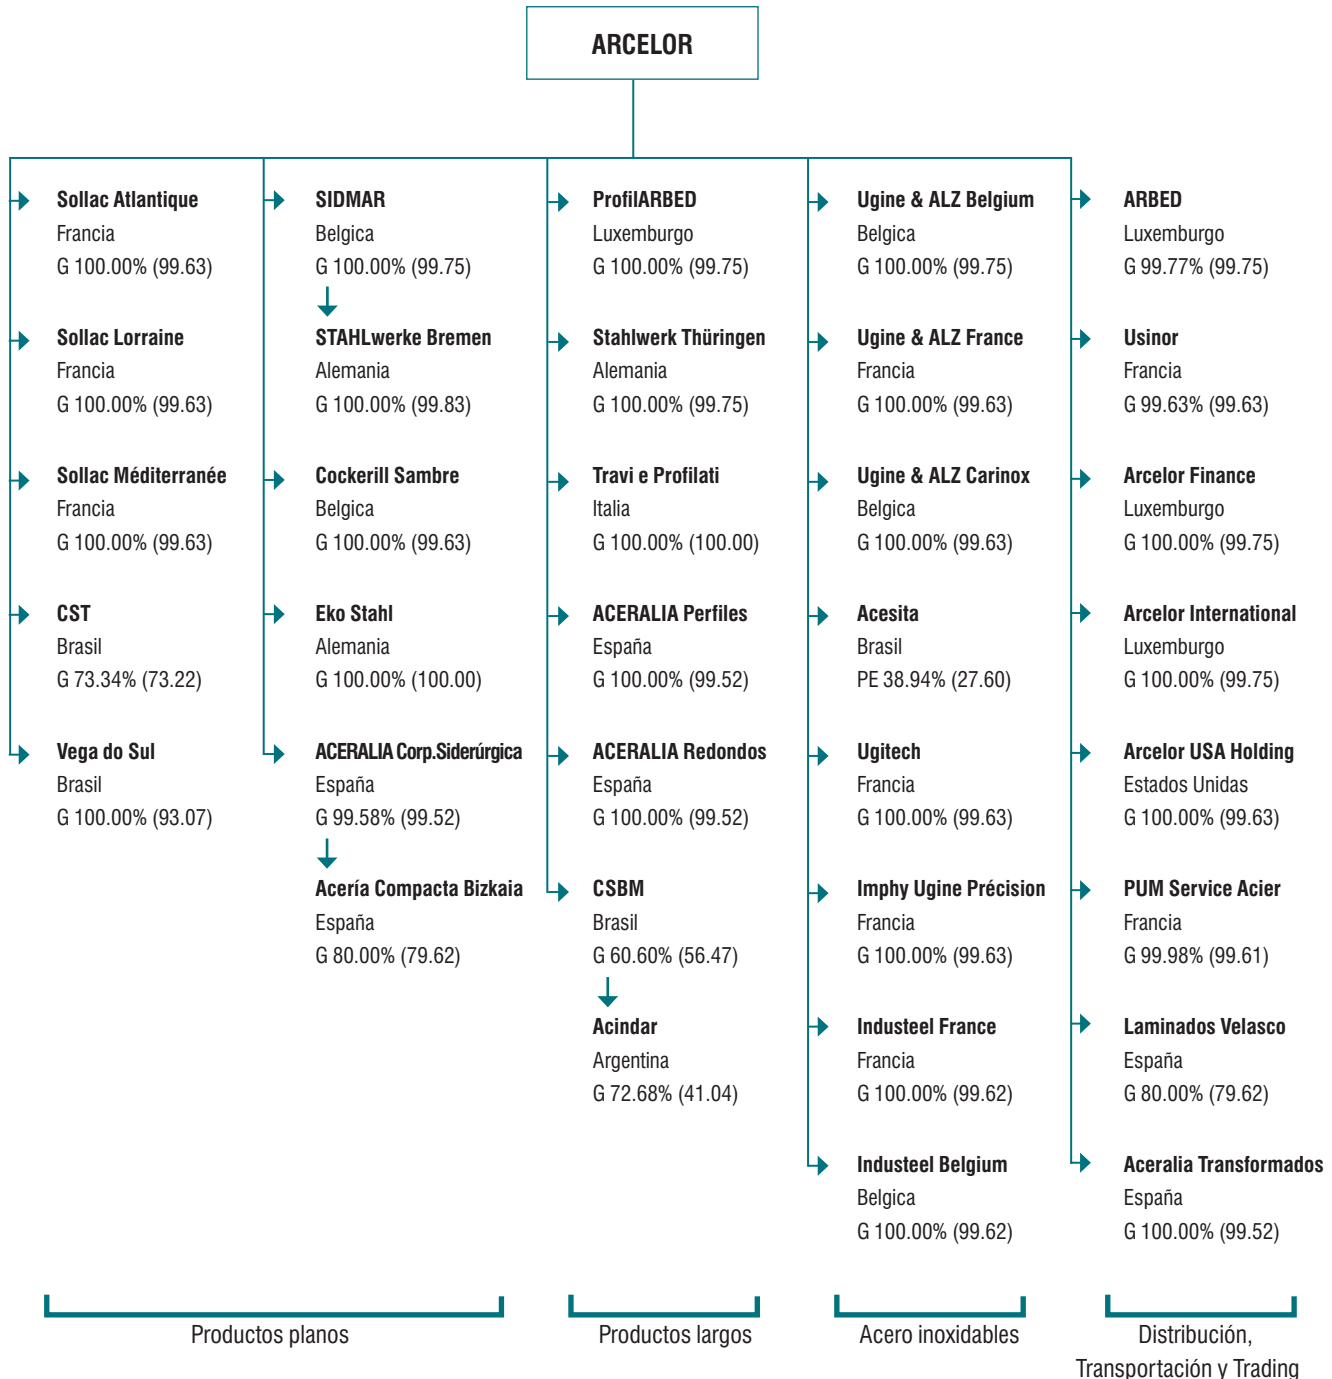 ARCELOR
Sollac Atlantique
Francia
G 100.00% (99.63)
Sollac Lorraine
Francia
G 100.00% (99.63)
Sollac Méditerranée
Francia
G 100.00% (99.63)
CST
Brasil
G 73.34% (73.22)
Vega do Sul
Brasil
G 100.00% (93.07)
SIDMAR
Belgica
G 100.00% (99.75)
STAHLwerke Bremen
Alemania
G 100.00% (99.83)
Cockerill Sambre
Belgica
G 100.00% (99.63)
Eko Stahl
Alemania
G 100.00% (100.00)
ACERALIA Corp.Siderúrgica
España
G 99.58% (99.52)
Acería Compacta Bizkaia
España
G 80.00% (79.62)
ProfilARBED
Luxemburgo
G 100.00% (99.75)
Stahlwerk Thüringen
Alemania
G 100.00% (99.75)
Travi e Profilati
Italia
G 100.00% (100.00)
ACERALIA Perfiles
España
G 100.00% (99.52)
ACERALIA Redondos
España
G 100.00% (99.52)
CSBM
Brasil
G 60.60% (56.47)
Acindar
Argentina
G 72.68% (41.04)
Ugine & ALZ Belgium
Belgica
G 100.00% (99.75)
Ugine & ALZ France
Francia
G 100.00% (99.63)
Ugine & ALZ Carinox
Belgica
G 100.00% (99.63)
Acesita
Brasil
PE 38.94% (27.60)
Ugitech
Francia
G 100.00% (99.63)
Imphy Ugine Précision
Francia
G 100.00% (99.63)
Industeel France
Francia
G 100.00% (99.62)
Industeel Belgium
Belgica
G 100.00% (99.62)
ARBED
Luxemburgo
G 99.77% (99.75)
Usinor
Francia
G 99.63% (99.63)
Arcelor Finance
Luxemburgo
G 100.00% (99.75)
Arcelor International
Luxemburgo
G 100.00% (99.75)
Arcelor USA Holding
Estados Unidas
G 100.00% (99.63)
PUM Service Acier
Francia
G 99.98% (99.61)
Laminados Velasco
España
G 80.00% (79.62)
Aceralia Transformados
España
G 100.00% (99.52)
Productos planos
Productos largos
Acero inoxidables
Distribución,
Transportación y Trading